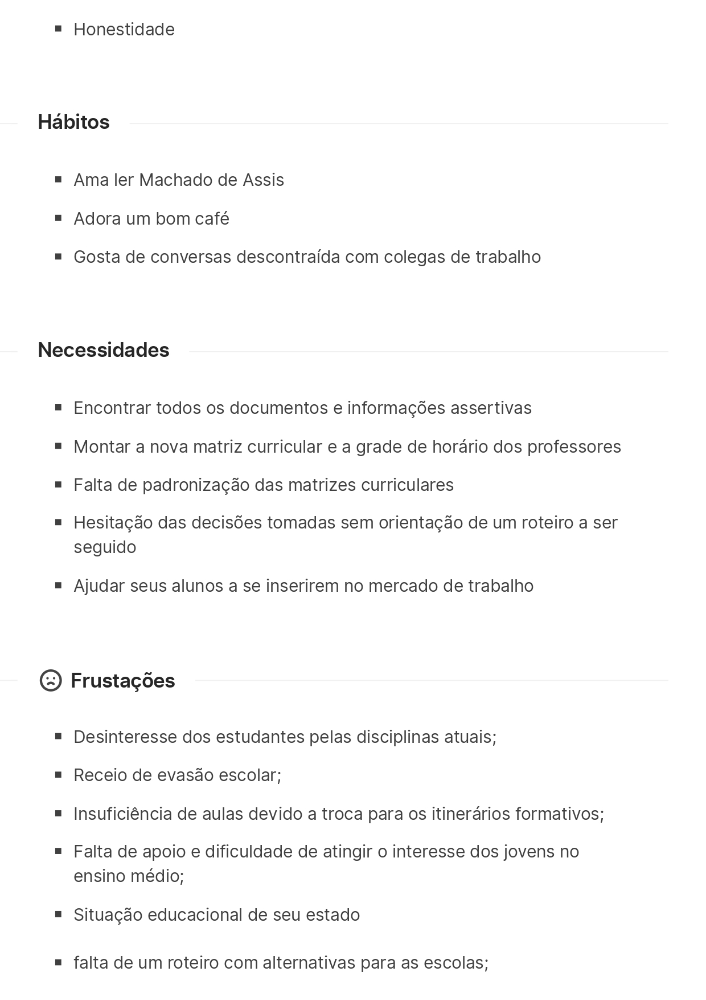 Honestidade
Hábitos
Ama ler Machado de Assis
Adora um bom café
Gosta de conversas descontraída com colegas de trabalho
Necessidades
Encontrar todos os documentos e informações assertivas
Montar a nova matriz curricular e a grade de horário dos professores
Falta de padronização das matrizes curriculares
Hesitação das decisões tomadas sem orientação de um roteiro a ser
seguido
Ajudar seus alunos a se inserirem no mercado de trabalho
Frustações
Desinteresse dos estudantes pelas disciplinas atuais;
Receio de evasão escolar;
Insuficiência de aulas devido a troca para os itinerários formativos;
Falta de apoio e dificuldade de atingir o interesse dos jovens no
ensino médio;
Situação educacional de seu estado
falta de um roteiro com alternativas para as escolas;